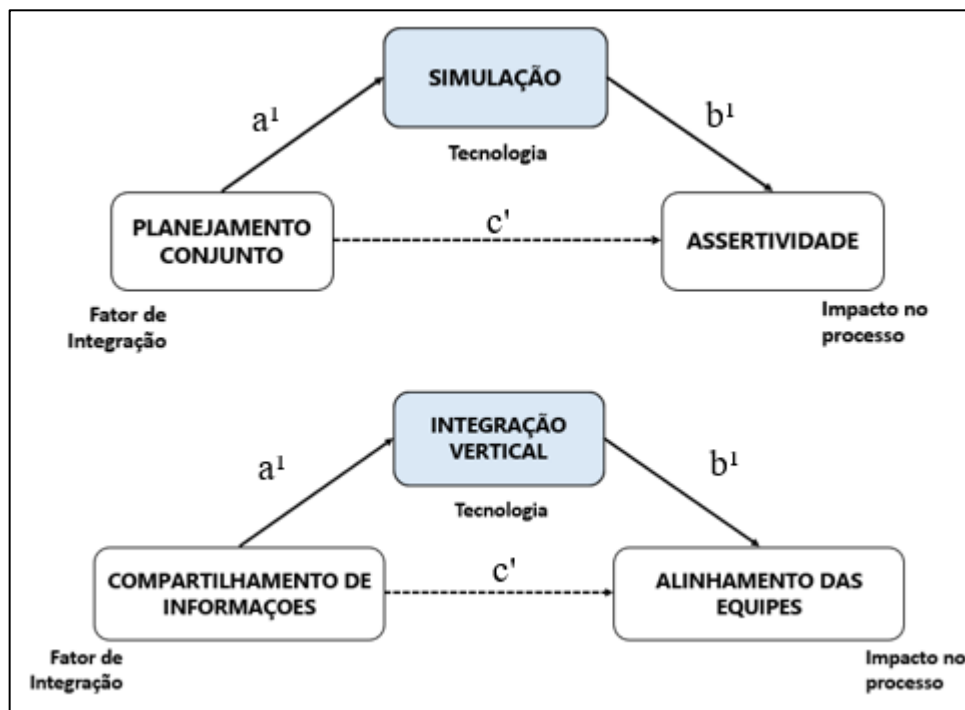 SIMULAÇÃO
a¹
b¹
Tecnologia
PLANEJAMENTO
CONJUNTO
c'
ASSERTIVIDADE
Fator de
Integração
Impacto no
processo
INTEGRAÇÃO
VERTICAL
a¹
b¹
Tecnologia
COMPARTILHAMENTO DE
INFORMAÇOES
c'
ALINHAMENTO DAS
EQUIPES
Fator de
Integração
Impacto no
processo